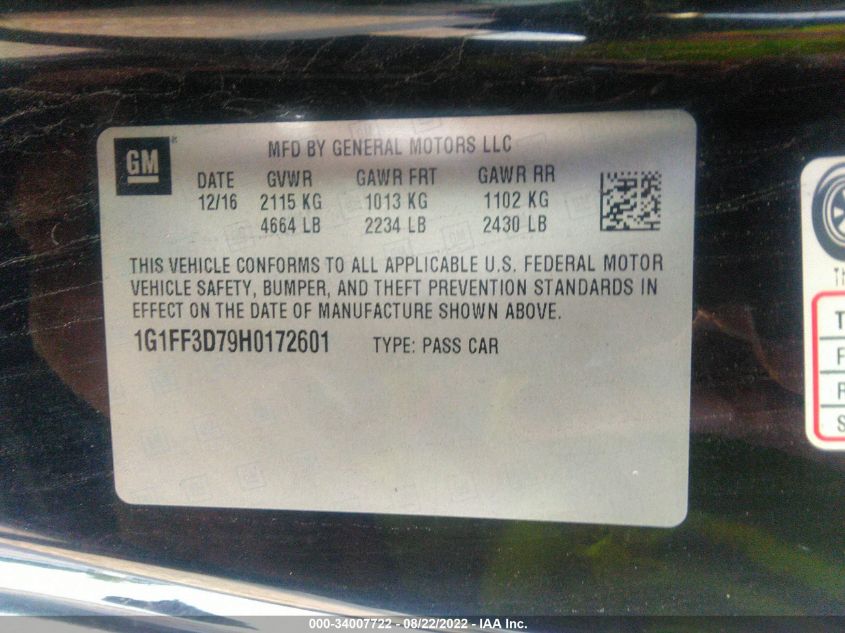 GM
MFD BY GENERAL MOTORS LLC
DATE GVWR GAWR FRT GAWR RR
12/16 2115 KG 1013 KG 1102 KG
4664 LB 2234 LB 2430 LB
THIS VEHICLE CONFORMS TO ALL APPLICABLE U.S. FEDERAL MOTOR
VEHICLE SAFETY, BUMPER, AND THEFT PREVENTION STANDARDS IN
EFFECT ON THE DATE OF MANUFACTURE SHOWN ABOVE.
1G1FF3D79H0172601 TYPE: PASS CAR
T
F
R
S
000-34007722 - 08/22/2022 - IAA Inc.